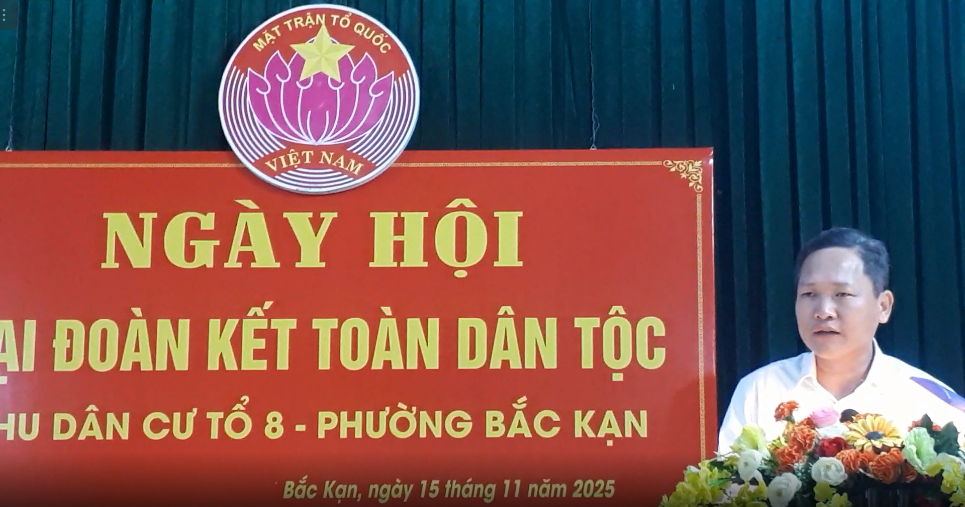 MẶT TRẬN TỔ QUỐC
VIỆT NAM
NGÀY HỘI
ẠI ĐOÀN KẾT TOÀN DÂN TỘC
HU DÂN CƯ TỔ 8 - PHƯỜNG BẮC KẠN
Bắc Kạn, ngày 15 tháng 11 năm 2025